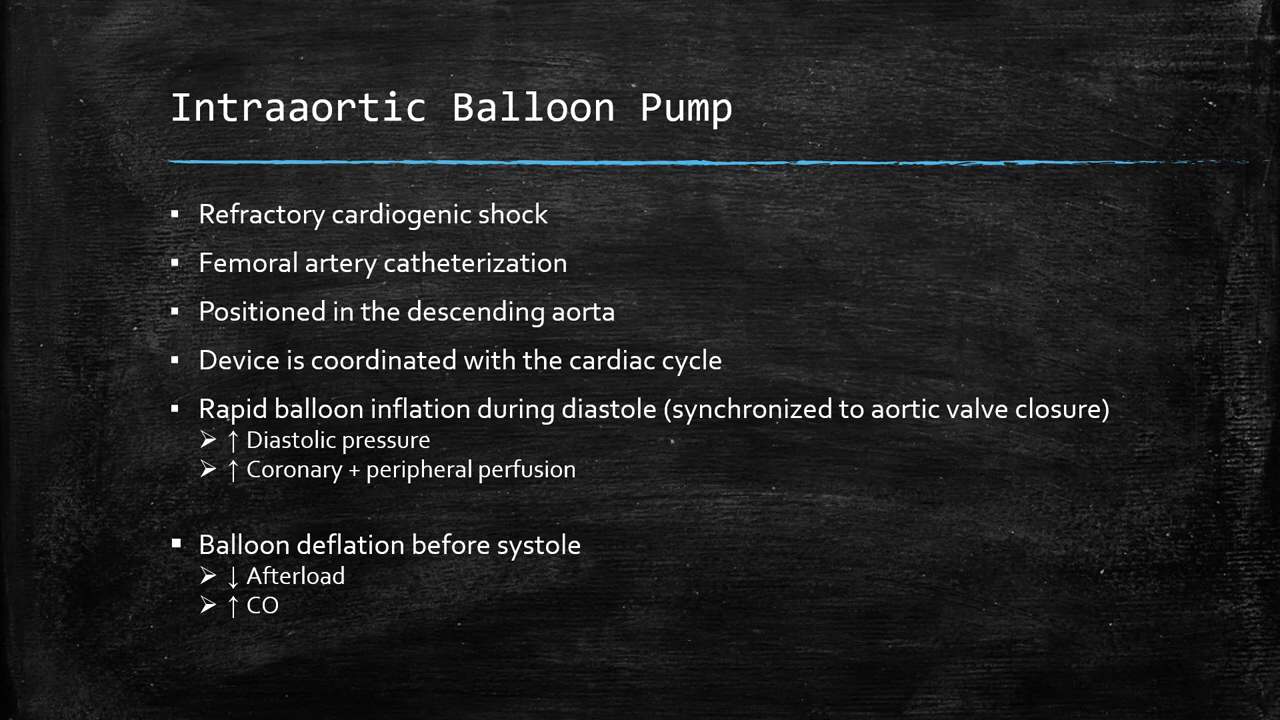 Intraaortic Balloon Pump
▪ Refractory cardiogenic shock
▪ Femoral artery catheterization
▪ Positioned in the descending aorta
▪ Device is coordinated with the cardiac cycle
▪ Rapid balloon inflation during diastole (synchronized to aortic valve closure)
➢ ↑ Diastolic pressure
➢ ↑ Coronary + peripheral perfusion
▪ Balloon deflation before systole
➢ ↓ Afterload
➢ ↑ CO